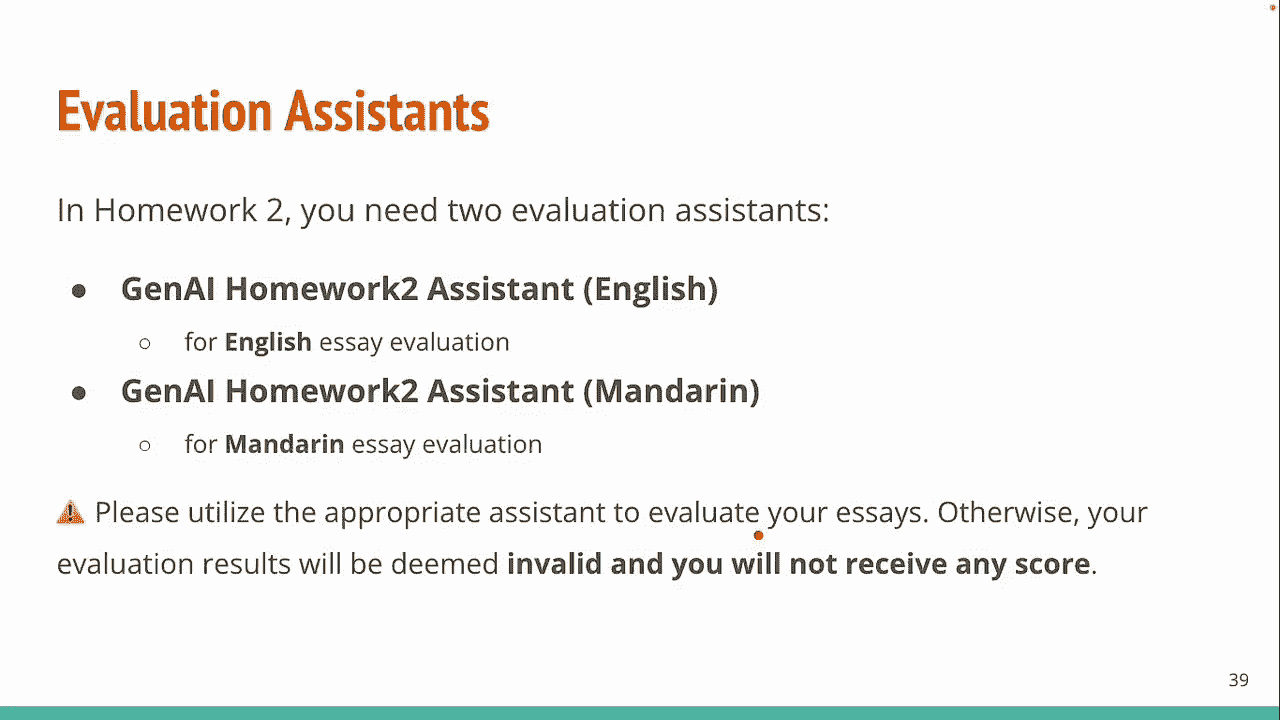 Evaluation Assistants
In Homework 2, you need two evaluation assistants:
● GenAI Homework2 Assistant (English)
○ for English essay evaluation
● GenAI Homework2 Assistant (Mandarin)
○ for Mandarin essay evaluation
⚠ Please utilize the appropriate assistant to evaluate your essays. Otherwise, your
evaluation results will be deemed invalid and you will not receive any score.
39